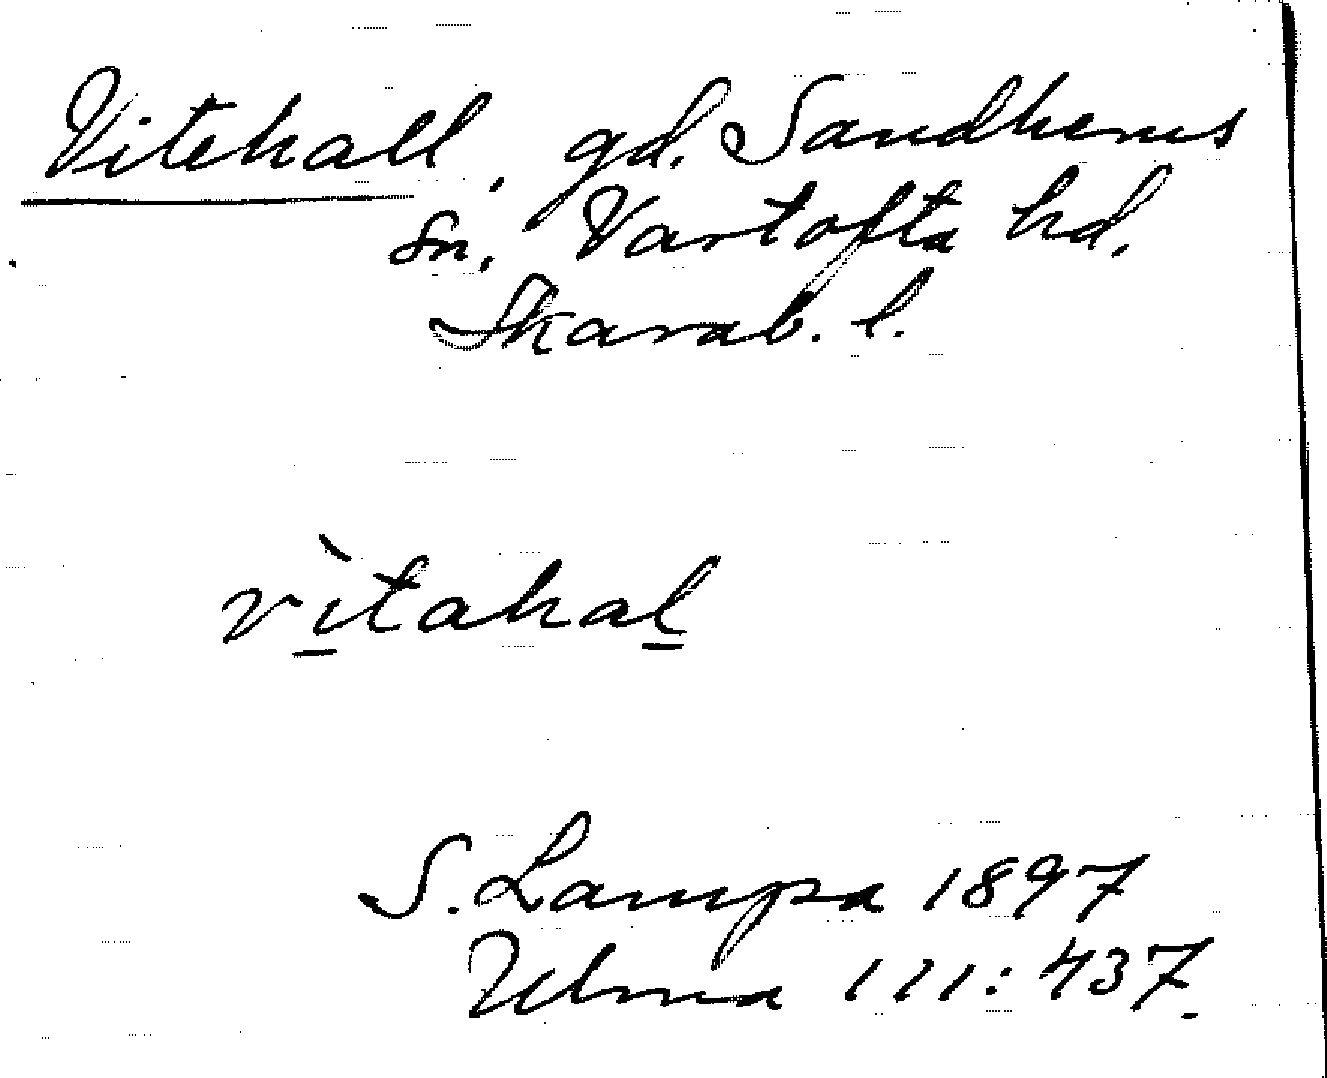 Vitehall, gd. Sandhems
sn. Vartofta hd.
Skarab. l.
vìtahal
S. Lampa 1897
Ulma 111:437.